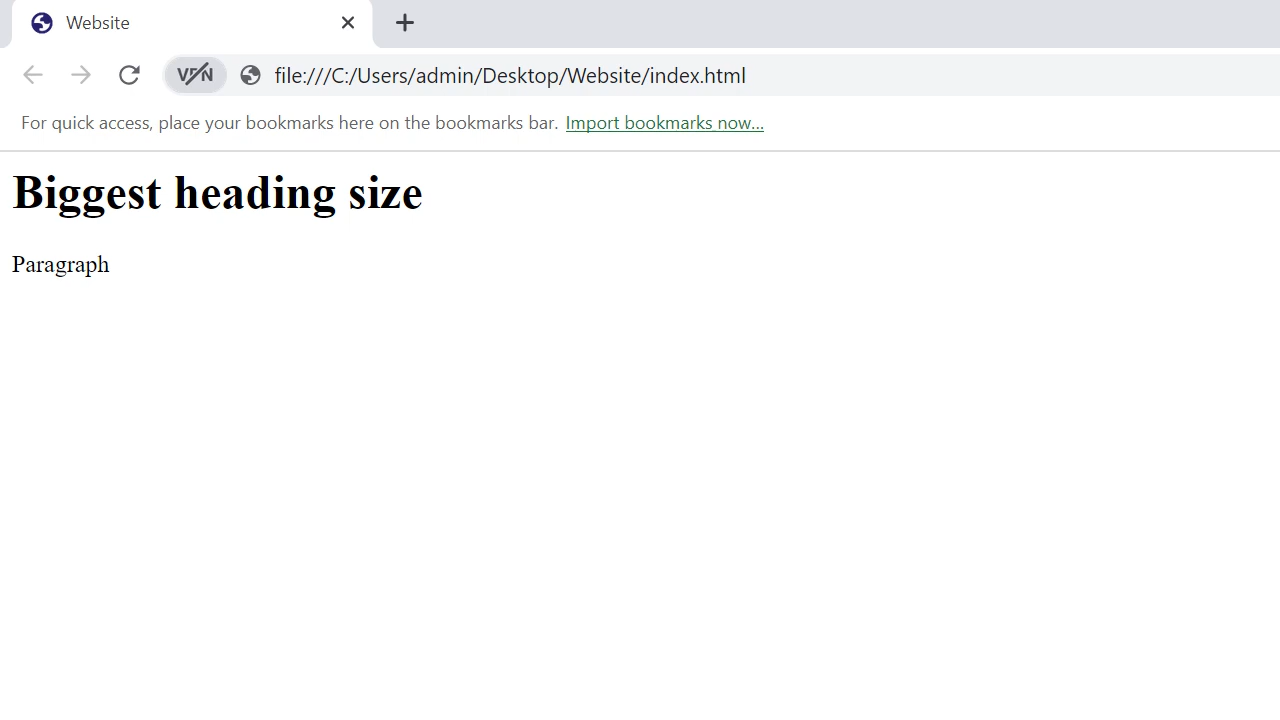 Website
VPN
file:///C:/Users/admin/Desktop/Website/index.html
For quick access, place your bookmarks here on the bookmarks bar. Import bookmarks now...
Biggest heading size
Paragraph